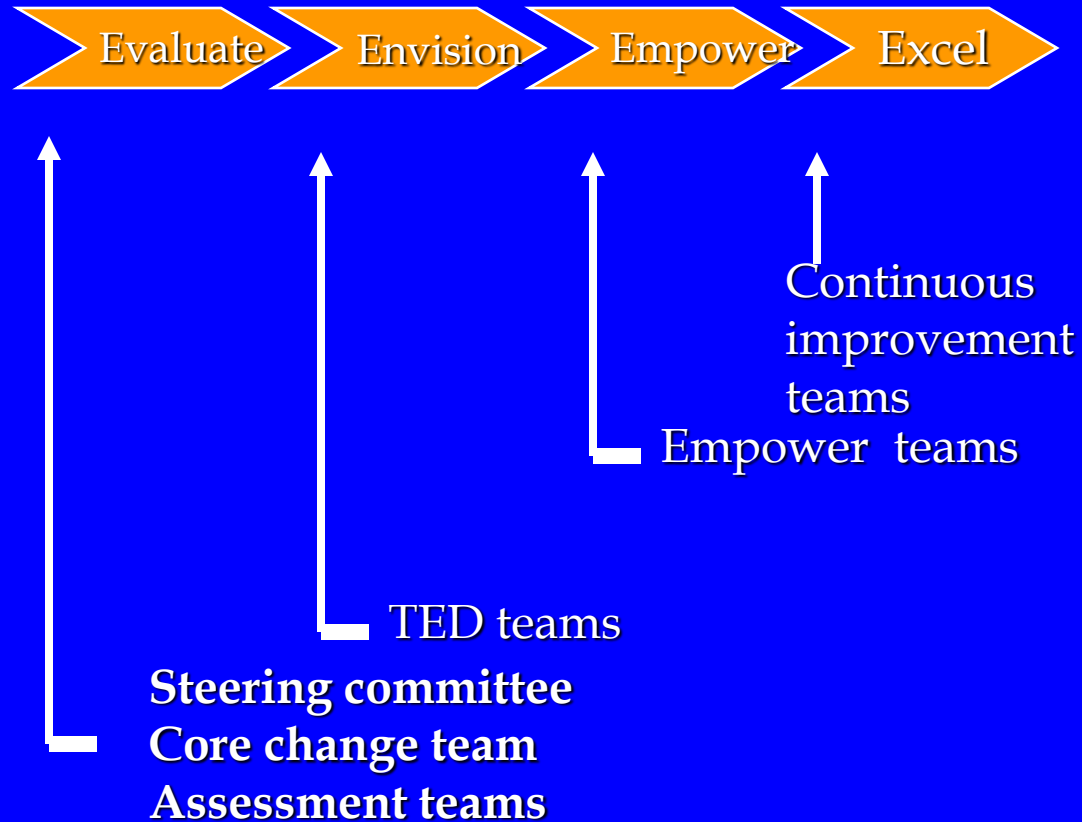 Evaluate
Envision
Empower
Excel
Continuous
improvement
teams
Empower teams
TED teams
Steering committee
Core change team
Assessment teams